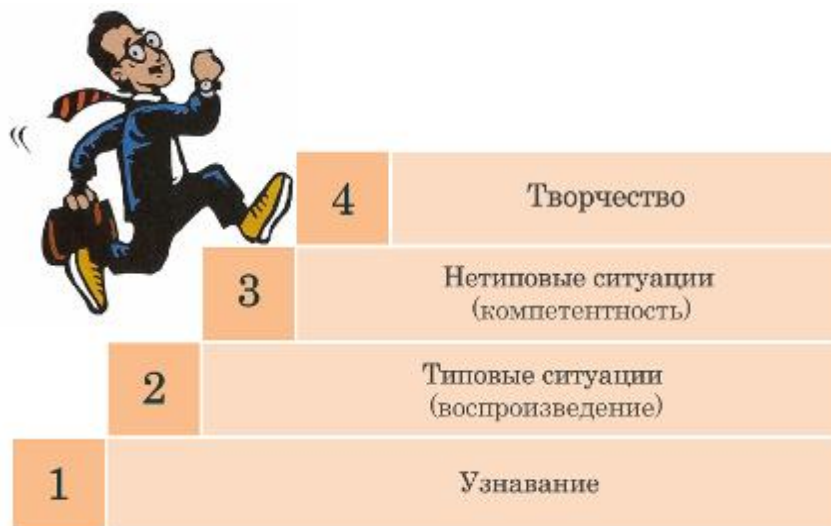 4 Творчество
3 Нетиповые ситуации
(компетентность)
2 Типовые ситуации
(воспроизведение)
1 Узнавание